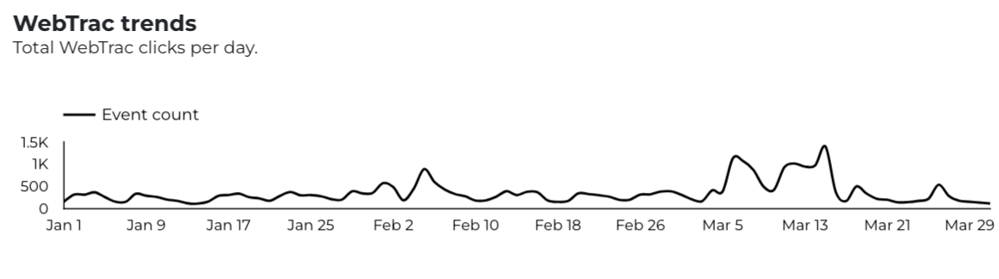 WebTrac trends
Total WebTrac clicks per day.
Event count
1.5K
1K
500
0
Jan 1 Jan 9 Jan 17 Jan 25 Feb 2 Feb 10 Feb 18 Feb 26 Mar 5 Mar 13 Mar 21 Mar 29